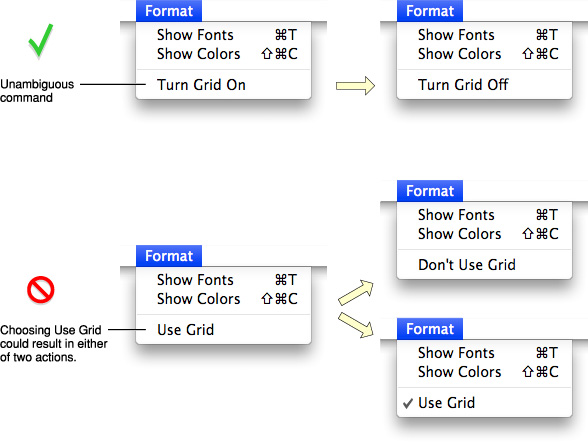 Format
Show Fonts ⌘T
Show Colors ⇧⌘C
Turn Grid On
Unambiguous
command
Format
Show Fonts ⌘T
Show Colors ⇧⌘C
Turn Grid Off
Format
Show Fonts ⌘T
Show Colors ⇧⌘C
Use Grid
Choosing Use Grid
could result in either
of two actions.
Format
Show Fonts ⌘T
Show Colors ⇧⌘C
Don't Use Grid
Format
Show Fonts ⌘T
Show Colors ⇧⌘C
✓ Use Grid